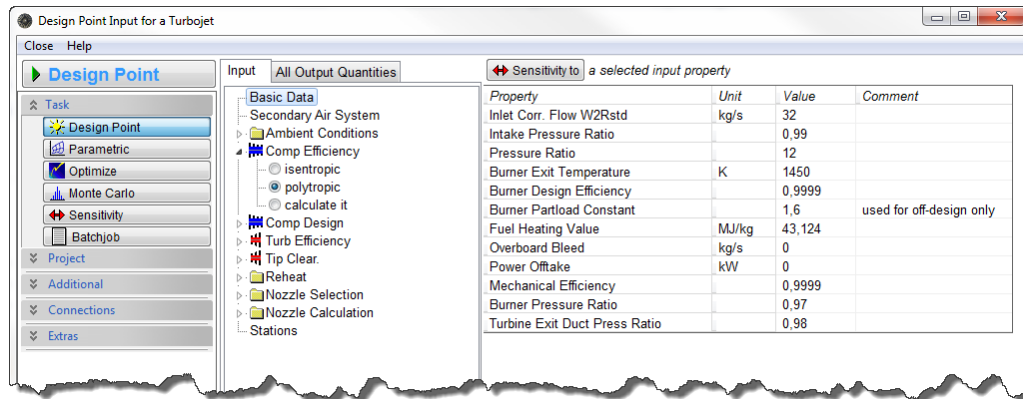 Design Point Input for a Turbojet
Close Help
Design Point
Task
Design Point
Parametric
Optimize
Monte Carlo
Sensitivity
Batchjob
Project
Additional
Connections
Extras
Input All Output Quantities
Basic Data
Secondary Air System
Ambient Conditions
Comp Efficiency
isentropic
polytropic
calculate it
Comp Design
Turb Efficiency
Tip Clear.
Reheat
Nozzle Selection
Nozzle Calculation
Stations
Sensitivity to a selected input property
Property Unit Value Comment
Inlet Corr. Flow W2Rstd kg/s 32
Intake Pressure Ratio 0,99
Pressure Ratio 12
Burner Exit Temperature K 1450
Burner Design Efficiency 0,9999
Burner Partload Constant 1,6 used for off-design only
Fuel Heating Value MJ/kg 43,124
Overboard Bleed kg/s 0
Power Offtake kW 0
Mechanical Efficiency 0,9999
Burner Pressure Ratio 0,97
Turbine Exit Duct Press Ratio 0,98